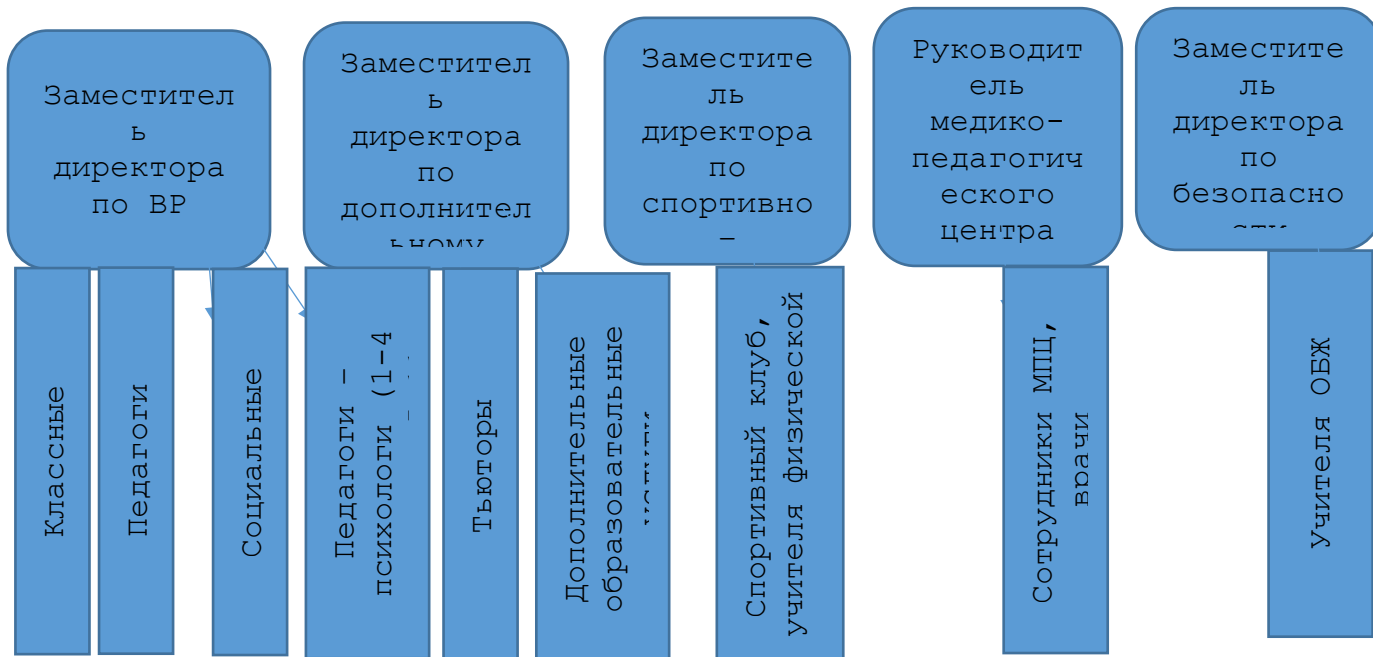 Заместител
ь
директора
по ВР
Заместител
ь
директора
по
дополнител
ьному
Заместите
ль
директора
по
спортивно
–
Руководит
ель
медико-
педагогич
еского
центра
Заместите
ль
директора
по
безопасно
сти
Классные
Педагоги
Социальные
Педагоги –
психологи (1-4
Тьюторы
Дополнительные
образовательные
Спортивный клуб,
учителя физической
Сотрудники МПЦ,
врачи
Учителя ОБЖ